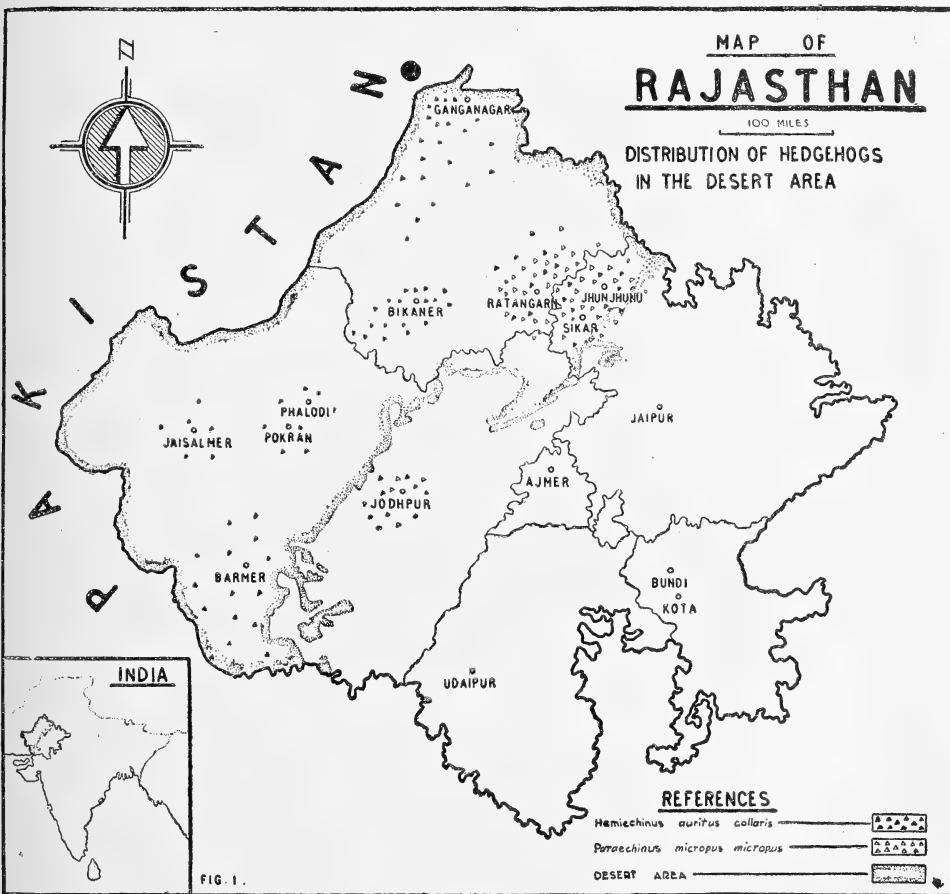 N
MAP OF
RAJASTHAN
100 MILES
DISTRIBUTION OF HEDGEHOGS
IN THE DESERT AREA
PAKISTAN
GANGANAGAR
BIKANER
RATANGARH
JHUNJHUNU
SIKAR
PHALODI
JAISALMER
POKRAN
JAIPUR
AJMER
JODHPUR
BARMER
BUNDI
KOTA
UDAIPUR
INDIA
FIG. 1.
REFERENCES
Hemiechinus auritus collaris
Paraechinus micropus micropus
DESERT AREA